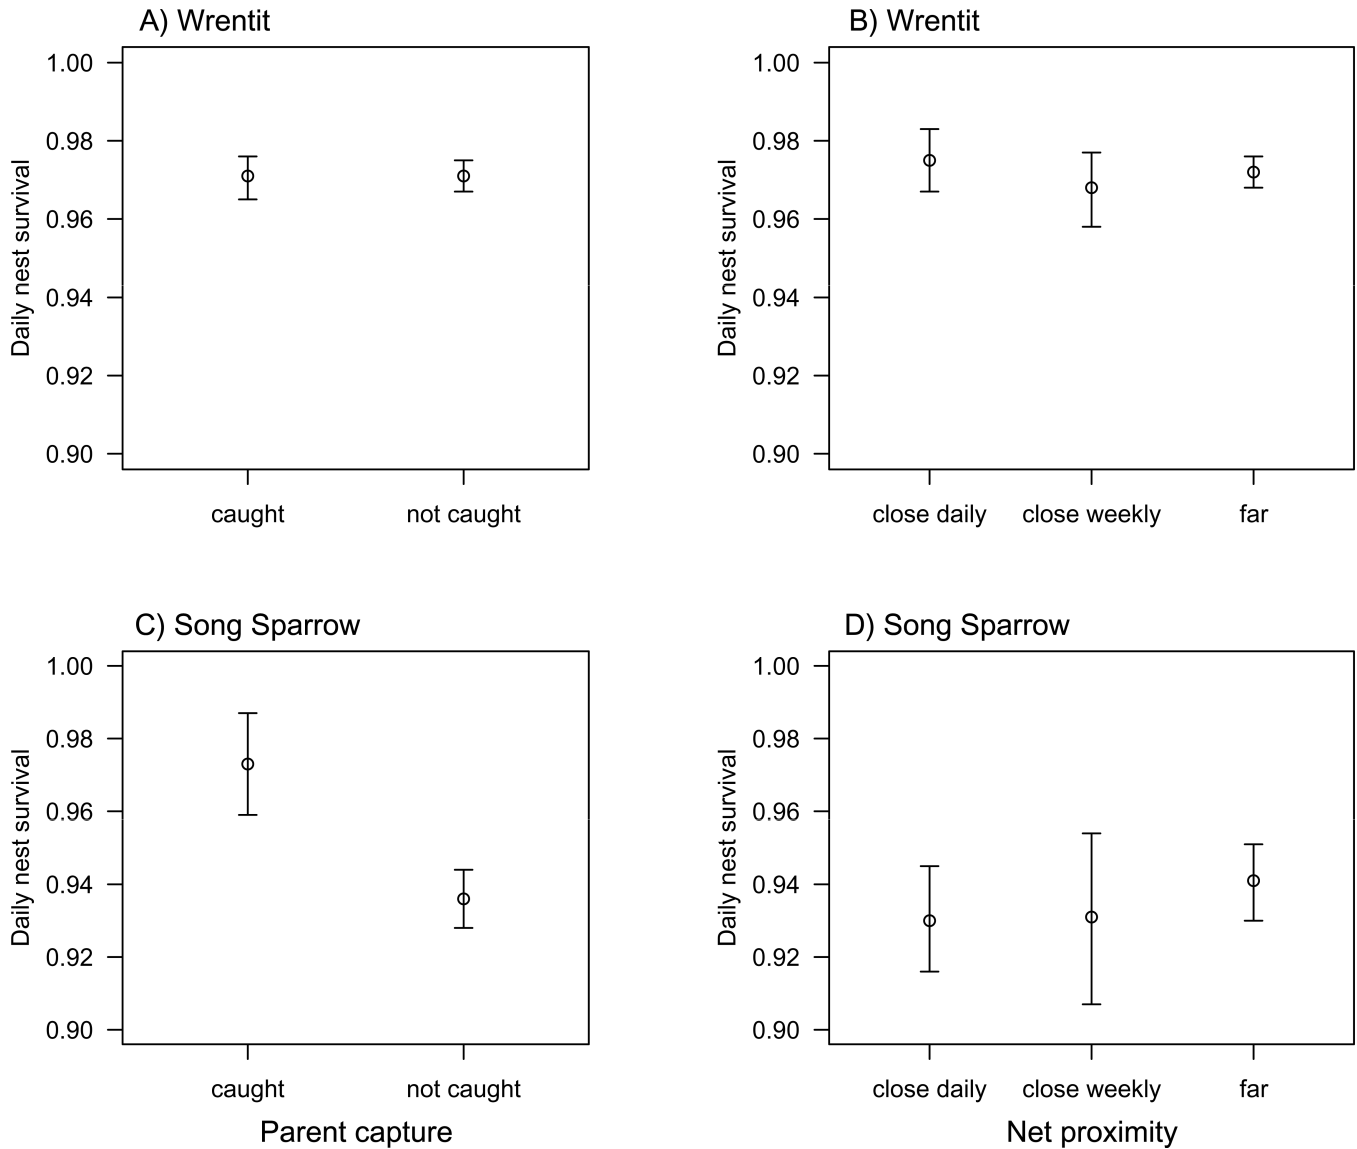 A) Wrentit
1.00
0.98
0.96
0.94
0.92
0.90
Daily nest survival
caught not caught
B) Wrentit
1.00
0.98
0.96
0.94
0.92
0.90
Daily nest survival
close daily close weekly far
C) Song Sparrow
1.00
0.98
0.96
0.94
0.92
0.90
Daily nest survival
caught not caught
Parent capture
D) Song Sparrow
1.00
0.98
0.96
0.94
0.92
0.90
Daily nest survival
close daily close weekly far
Net proximity